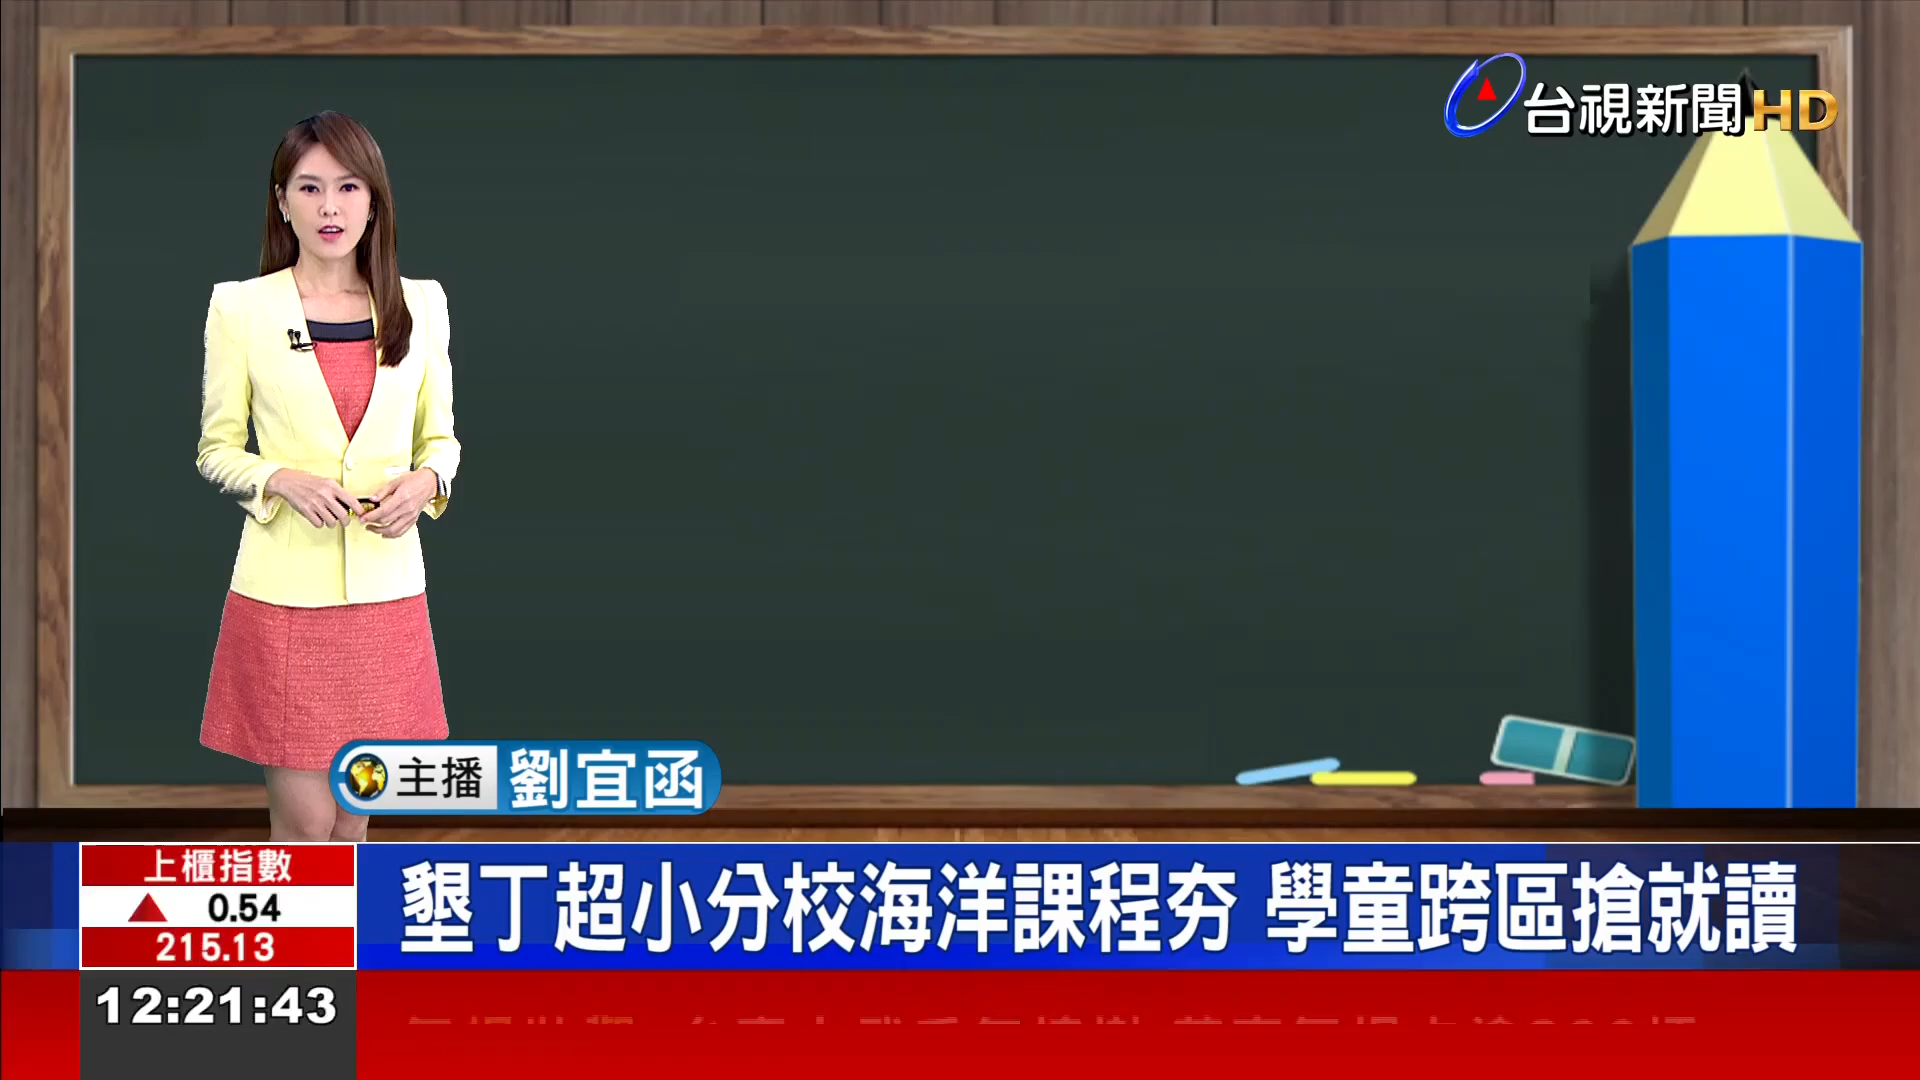 台視新聞HD
主播 劉宜函
上櫃指數
▲ 0.54
215.13
墾丁超小分校海洋課程夯 學童跨區搶就讀
12:21:43